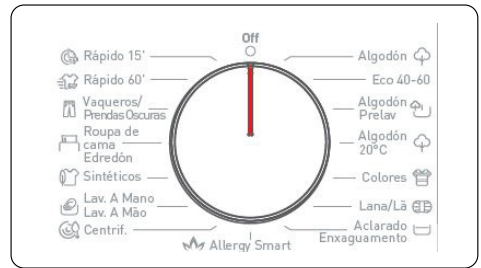 Off
Rápido 15'
Rápido 60'
Vaqueros/
Prendas Oscuras
Roupa de
cama
Edredón
Sintéticos
Lav. A Mano
Lav. A Mão
Centrif.
Allergy Smart
Algodón
Eco 40-60
Algodón
Prelav
Algodón
20°C
Colores
Lana/Lã
Aclarado
Enxaguamento